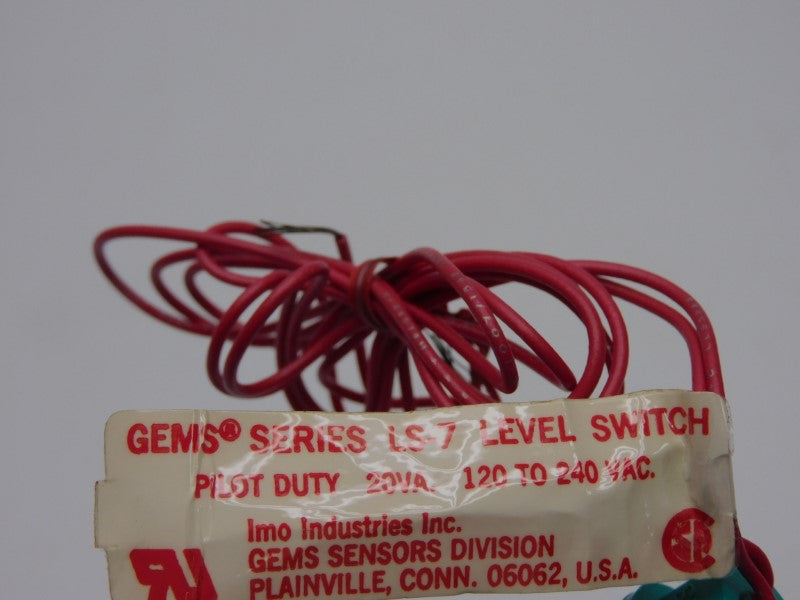 GEMS® SERIES LS-7 LEVEL SWITCH
PILOT DUTY 20VA. 120 TO 240 VAC.
Imo Industries Inc.
GEMS SENSORS DIVISION
PLAINVILLE, CONN. 06062, U.S.A.